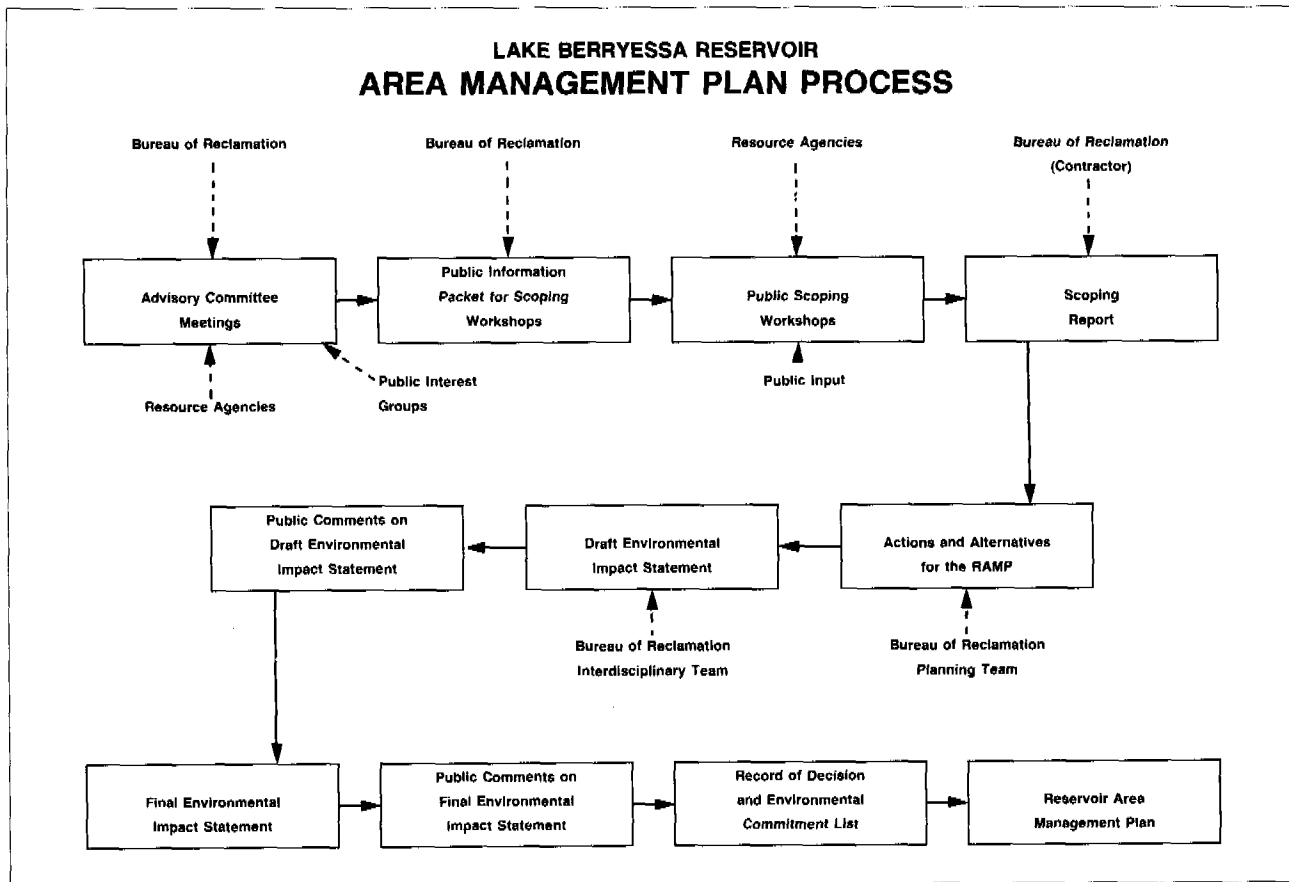 LAKE BERRYESSA RESERVOIR
AREA MANAGEMENT PLAN PROCESS
Bureau of Reclamation
Bureau of Reclamation
Resource Agencies
Bureau of Reclamation
(Contractor)
Advisory Committee
Meetings
Public Information
Packet for Scoping
Workshops
Public Scoping
Workshops
Scoping
Report
Resource Agencies
Public Interest
Groups
Public Input
Public Comments on
Draft Environmental
Impact Statement
Draft Environmental
Impact Statement
Actions and Alternatives
for the RAMP
Bureau of Reclamation
Interdisciplinary Team
Bureau of Reclamation
Planning Team
Final Environmental
Impact Statement
Public Comments on
Final Environmental
Impact Statement
Record of Decision
and Environmental
Commitment List
Reservoir Area
Management Plan